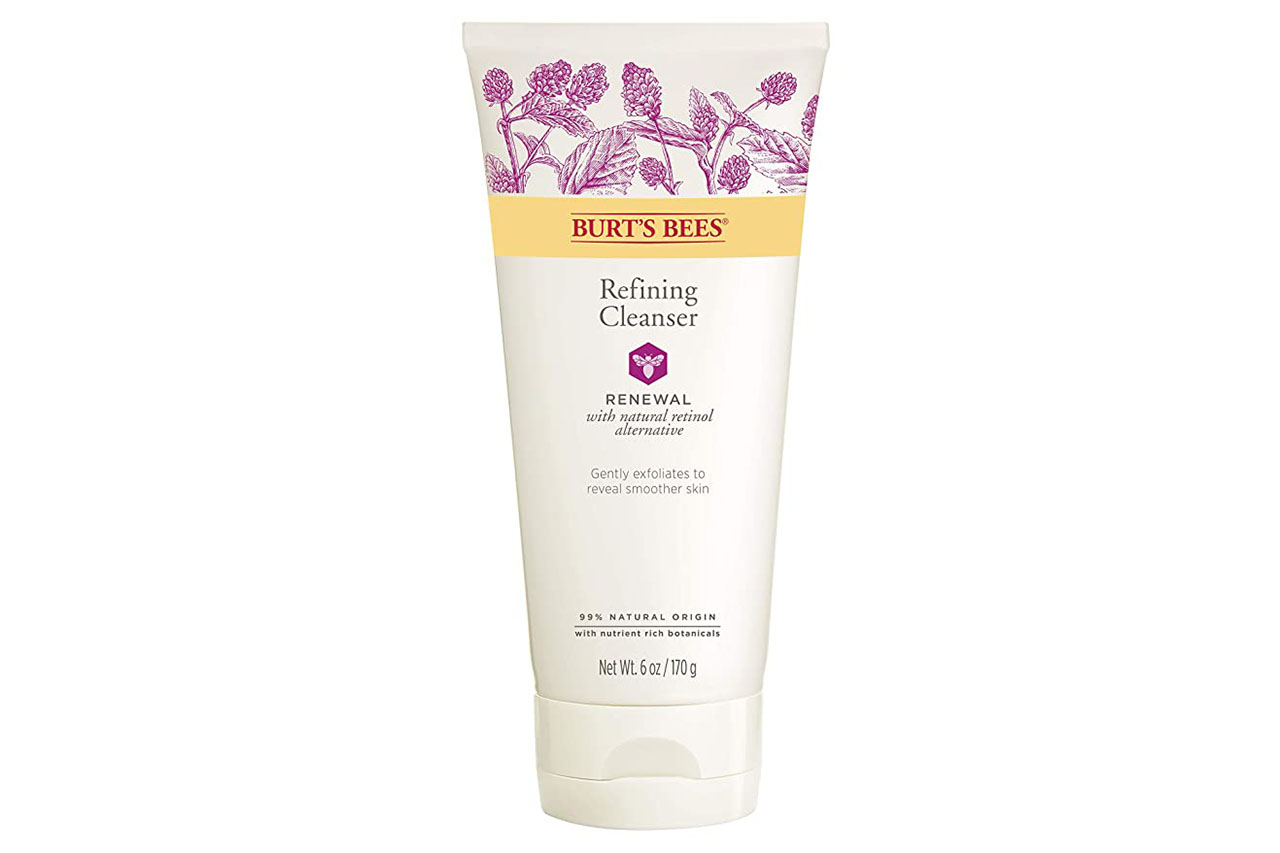 BURT'S BEES®
Refining
Cleanser
RENEWAL
with natural retinol
alternative
Gently exfoliates to
reveal smoother skin
99% NATURAL ORIGIN
with nutrient rich botanicals
Net Wt. 6 oz / 170 g